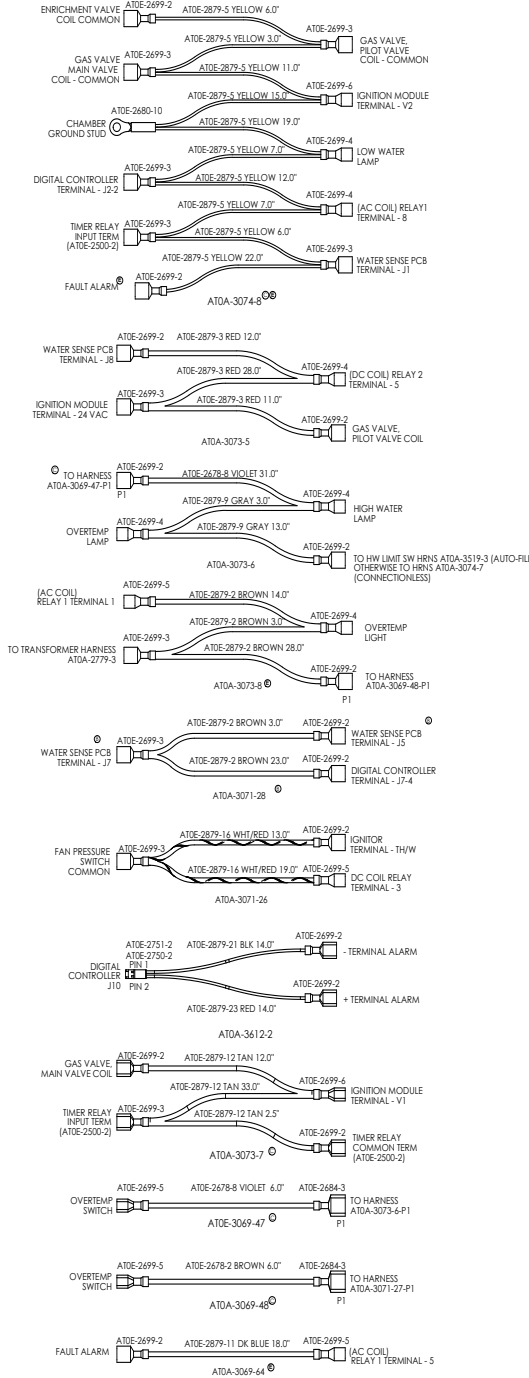 ENRICHMENT VALVE
COIL COMMON
AT0E-2699-2
AT0E-2879-5 YELLOW 6.0"
AT0E-2699-3
GAS VALVE,
PILOT VALVE
COIL - COMMON
AT0E-2879-5 YELLOW 3.0"
GAS VALVE
MAIN VALVE
COIL - COMMON
AT0E-2699-3
AT0E-2879-5 YELLOW 11.0"
AT0E-2699-6
IGNITION MODULE
TERMINAL - V2
AT0E-2879-5 YELLOW 15.0"
AT0E-2680-10
CHAMBER
GROUND STUD
AT0E-2879-5 YELLOW 19.0"
AT0E-2699-4
LOW WATER
LAMP
AT0E-2879-5 YELLOW 7.0"
AT0E-2699-3
DIGITAL CONTROLLER
TERMINAL - J2-2
AT0E-2879-5 YELLOW 12.0"
AT0E-2699-4
(AC COIL) RELAY1
TERMINAL - 8
AT0E-2879-5 YELLOW 7.0"
TIMER RELAY
INPUT TERM
(AT0E-2500-2)
AT0E-2699-3
AT0E-2879-5 YELLOW 6.0"
AT0E-2699-3
WATER SENSE PCB
TERMINAL - J1
AT0E-2879-5 YELLOW 22.0"
AT0E-2699-2
FAULT ALARM
AT0A-3074-8
AT0E-2699-2
AT0E-2879-3 RED 12.0"
WATER SENSE PCB
TERMINAL - J8
AT0E-2699-4
(DC COIL) RELAY 2
TERMINAL - 5
AT0E-2879-3 RED 28.0"
AT0E-2699-3
IGNITION MODULE
TERMINAL - 24 VAC
AT0E-2879-3 RED 11.0"
AT0E-2699-2
GAS VALVE,
PILOT VALVE COIL
AT0A-3073-5
© TO HARNESS
AT0A-3069-47-P1
P1
AT0E-2699-2
AT0E-2678-8 VIOLET 31.0"
AT0E-2699-4
HIGH WATER
LAMP
AT0E-2879-9 GRAY 3.0"
AT0E-2699-4
OVERTEMP
LAMP
AT0E-2879-9 GRAY 13.0"
AT0E-2699-2
TO HW LIMIT SW HRNS AT0A-3519-3 (AUTO-FIL
OTHERWISE TO HRNS AT0A-3074-7
(CONNECTIONLESS)
AT0A-3073-6
(AC COIL)
RELAY 1 TERMINAL 1
AT0E-2699-5
AT0E-2879-2 BROWN 14.0"
AT0E-2699-4
OVERTEMP
LIGHT
AT0E-2879-2 BROWN 3.0"
TO TRANSFORMER HARNESS
AT0A-2779-3
AT0E-2699-3
AT0E-2879-2 BROWN 28.0"
AT0E-2699-2
TO HARNESS
AT0A-3069-48-P1
P1
AT0A-3073-8
AT0E-2699-3
WATER SENSE PCB
TERMINAL - J7
AT0E-2879-2 BROWN 3.0"
AT0E-2699-2
WATER SENSE PCB
TERMINAL - J5
AT0E-2879-2 BROWN 23.0"
AT0E-2699-2
DIGITAL CONTROLLER
TERMINAL - J7-4
AT0A-3071-28
AT0E-2699-3
FAN PRESSURE
SWITCH
COMMON
AT0E-2879-16 WHT/RED 13.0"
AT0E-2699-2
IGNITOR
TERMINAL - TH/W
AT0E-2879-16 WHT/RED 19.0"
AT0E-2699-5
DC COIL RELAY
TERMINAL - 3
AT0A-3071-26
AT0E-2751-2
AT0E-2750-2
PIN 1
DIGITAL
CONTROLLER
J10
PIN 2
AT0E-2879-21 BLK 14.0"
AT0E-2699-2
- TERMINAL ALARM
AT0E-2879-23 RED 14.0"
AT0E-2699-2
+ TERMINAL ALARM
AT0A-3612-2
GAS VALVE,
MAIN VALVE COIL
AT0E-2699-2
AT0E-2879-12 TAN 12.0"
AT0E-2699-6
IGNITION MODULE
TERMINAL - V1
AT0E-2879-12 TAN 33.0"
TIMER RELAY
INPUT TERM
(AT0E-2500-2)
AT0E-2699-3
AT0E-2879-12 TAN 2.5"
AT0E-2699-2
TIMER RELAY
COMMON TERM
(AT0E-2500-2)
AT0A-3073-7 ©
AT0E-2699-5
OVERTEMP
SWITCH
AT0E-2678-8 VIOLET 6.0"
AT0E-2684-3
TO HARNESS
AT0A-3073-6-P1
P1
AT0E-3069-47 ©
AT0E-2699-5
OVERTEMP
SWITCH
AT0E-2678-2 BROWN 6.0"
AT0E-2684-3
TO HARNESS
AT0A-3071-27-P1
P1
AT0A-3069-48 ©
AT0E-2699-2
FAULT ALARM
AT0E-2879-11 DK BLUE 18.0"
AT0E-2699-5
(AC COIL)
RELAY 1 TERMINAL - 5
AT0A-3069-64